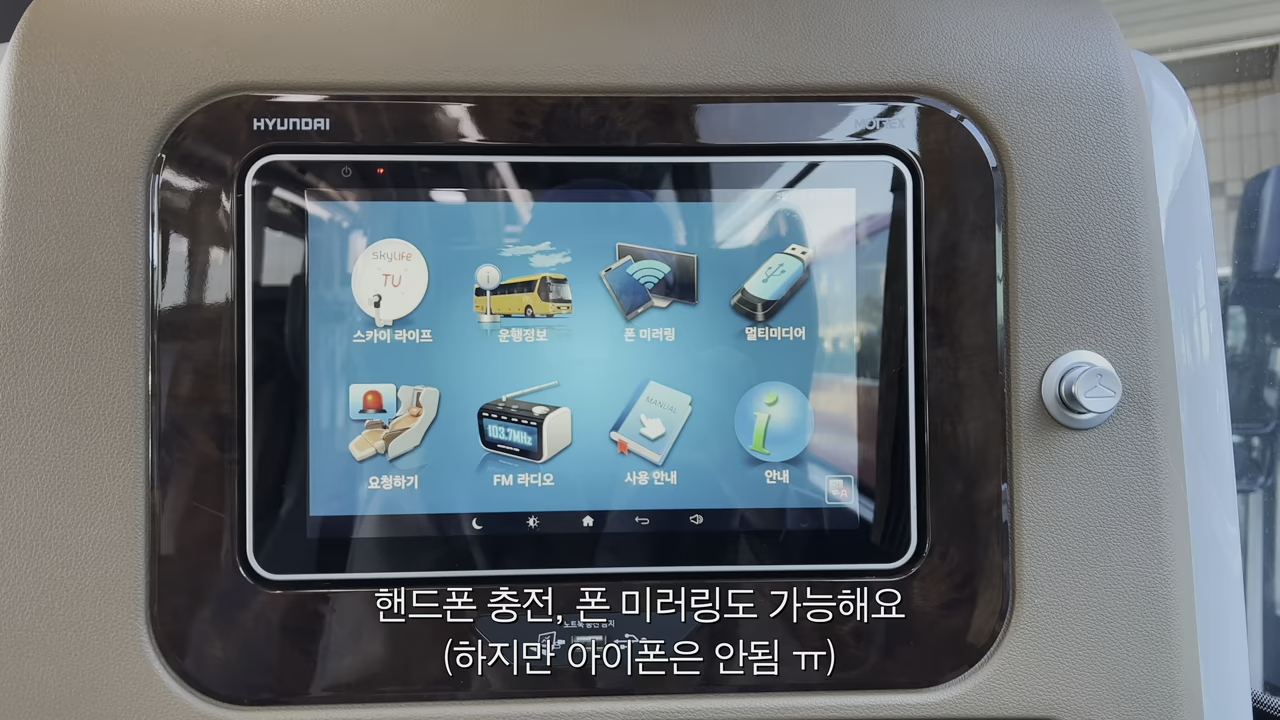 HYUNDAI
MOTREX
skylife
TU
스카이 라이프
운행정보
폰 미러링
멀티미디어
103.7MHz
MANUAL
요청하기
FM 라디오
사용 안내
안내
핸드폰 충전, 폰 미러링도 가능해요
(하지만 아이폰은 안됨 ㅠ)